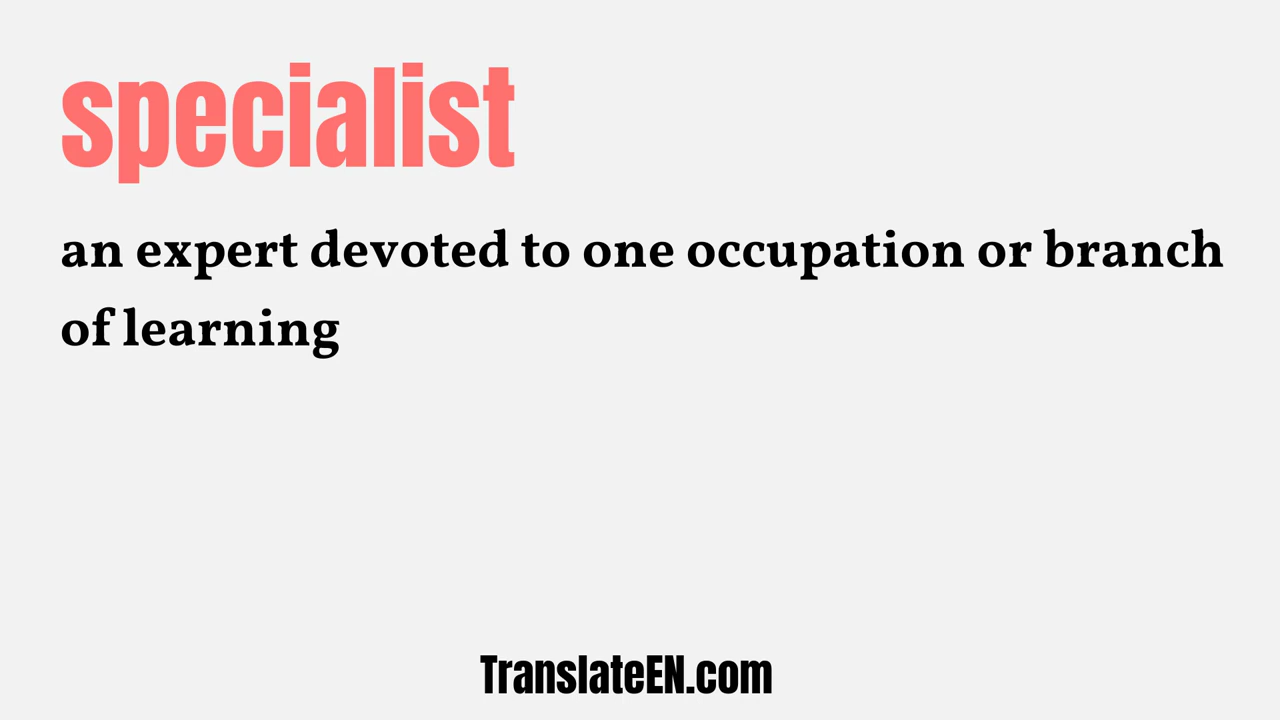 specialist
an expert devoted to one occupation or branch
of learning
TranslateEN.com